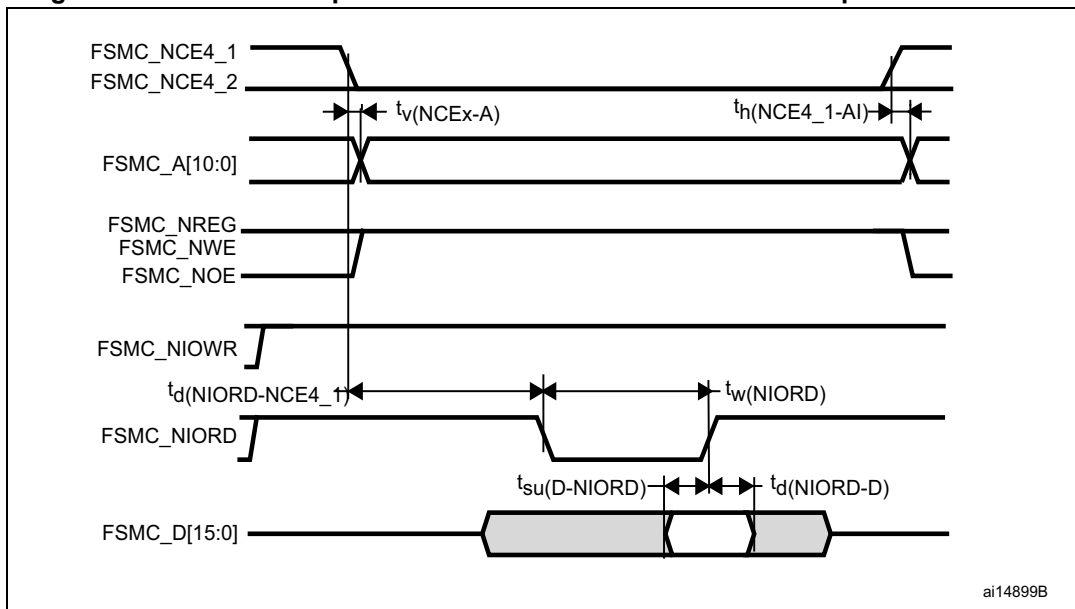 FSMC_NCE4_1
FSMC_NCE4_2
tv(NCEx-A)
th(NCE4_1-AI)
FSMC_A[10:0]
FSMC_NREG
FSMC_NWE
FSMC_NOE
FSMC_NIOWR
td(NIORD-NCE4_1)
tw(NIORD)
FSMC_NIORD
tsu(D-NIORD)
td(NIORD-D)
FSMC_D[15:0]
ai14899B